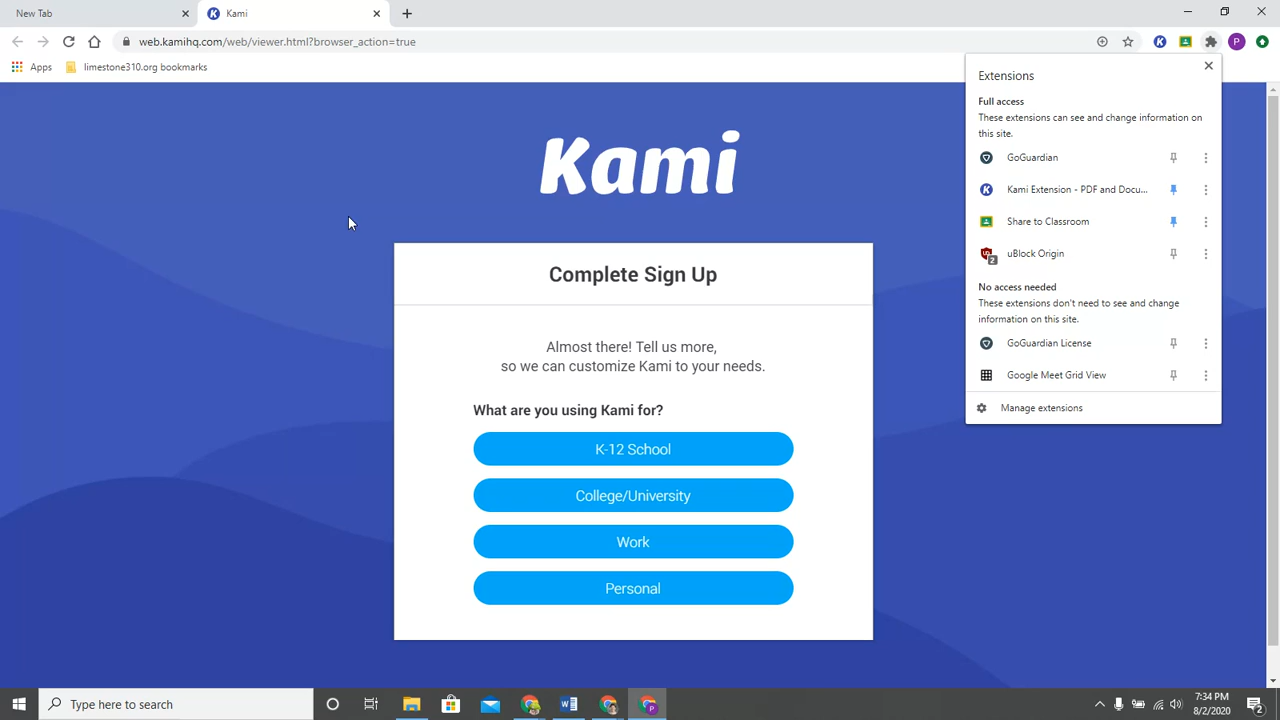 New Tab
Kami
web.kamihq.com/web/viewer.html?browser_action=true
P
Apps
limestone310.org bookmarks
Extensions
Full access
These extensions can see and change information on
this site.
GoGuardian
Kami Extension - PDF and Docu...
Share to Classroom
2
uBlock Origin
No access needed
These extensions don't need to see and change
information on this site.
GoGuardian License
Google Meet Grid View
Manage extensions
Kami
Complete Sign Up
Almost there! Tell us more,
so we can customize Kami to your needs.
What are you using Kami for?
K-12 School
College/University
Work
Personal
Type here to search
7:34 PM
8/2/2020
2